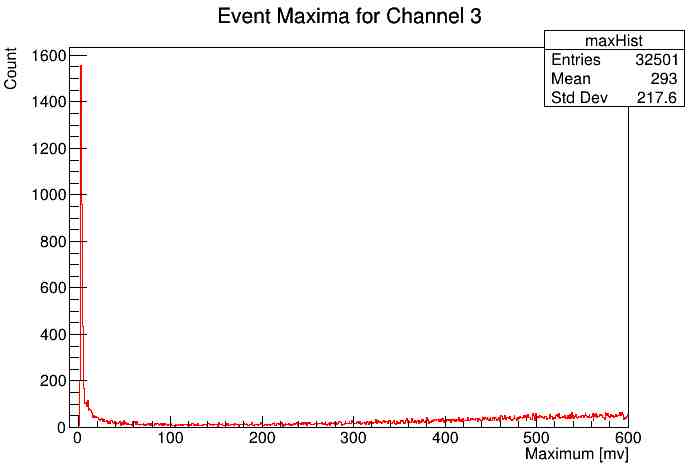 Event Maxima for Channel 3
maxHist
Entries 32501
Mean 293
Std Dev 217.6
Count
1600
1400
1200
1000
800
600
400
200
0
0 100 200 300 400 500 600
Maximum [mv]